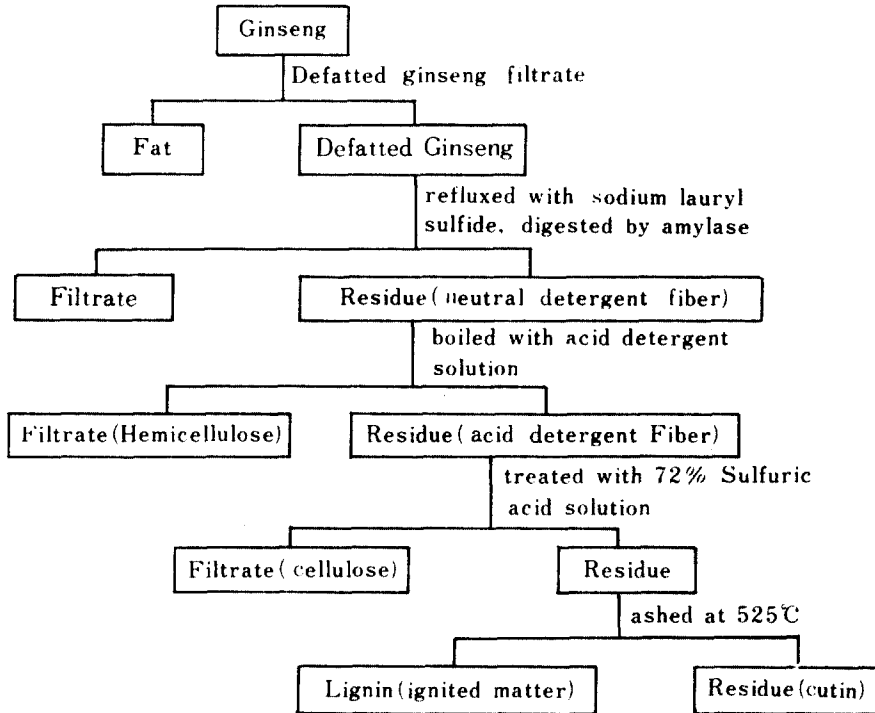 Ginseng
Defatted ginseng filtrate
Fat
Defatted Ginseng
refluxed with sodium lauryl
sulfide, digested by amylase
Filtrate
Residue(neutral detergent fiber)
boiled with acid detergent
solution
Filtrate(Hemicellulose)
Residue(acid detergent Fiber)
treated with 72% Sulfuric
acid solution
Filtrate(cellulose)
Residue
ashed at 525℃
Lignin(ignited matter)
Residue(cutin)